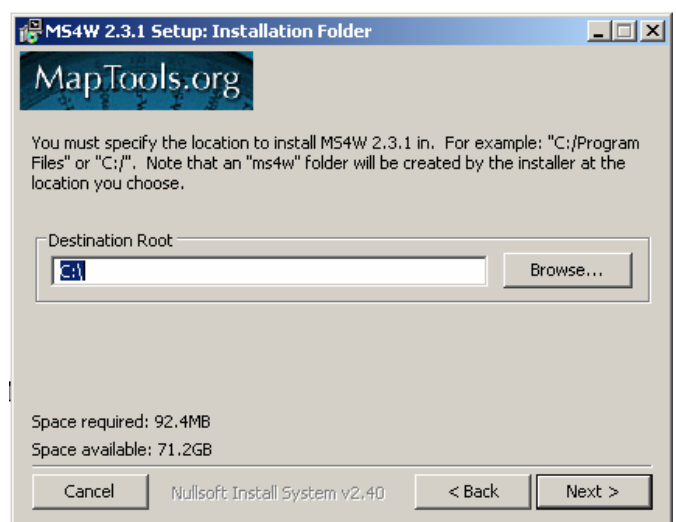 MS4W 2.3.1 Setup: Installation Folder
MapTools.org
You must specify the location to install MS4W 2.3.1 in. For example: "C:/Program
Files" or "C:/". Note that an "ms4w" folder will be created by the installer at the
location you choose.
Destination Root
C:\
Browse...
Space required: 92.4MB
Space available: 71.2GB
Cancel
Nullsoft Install System v2.40
< Back
Next >